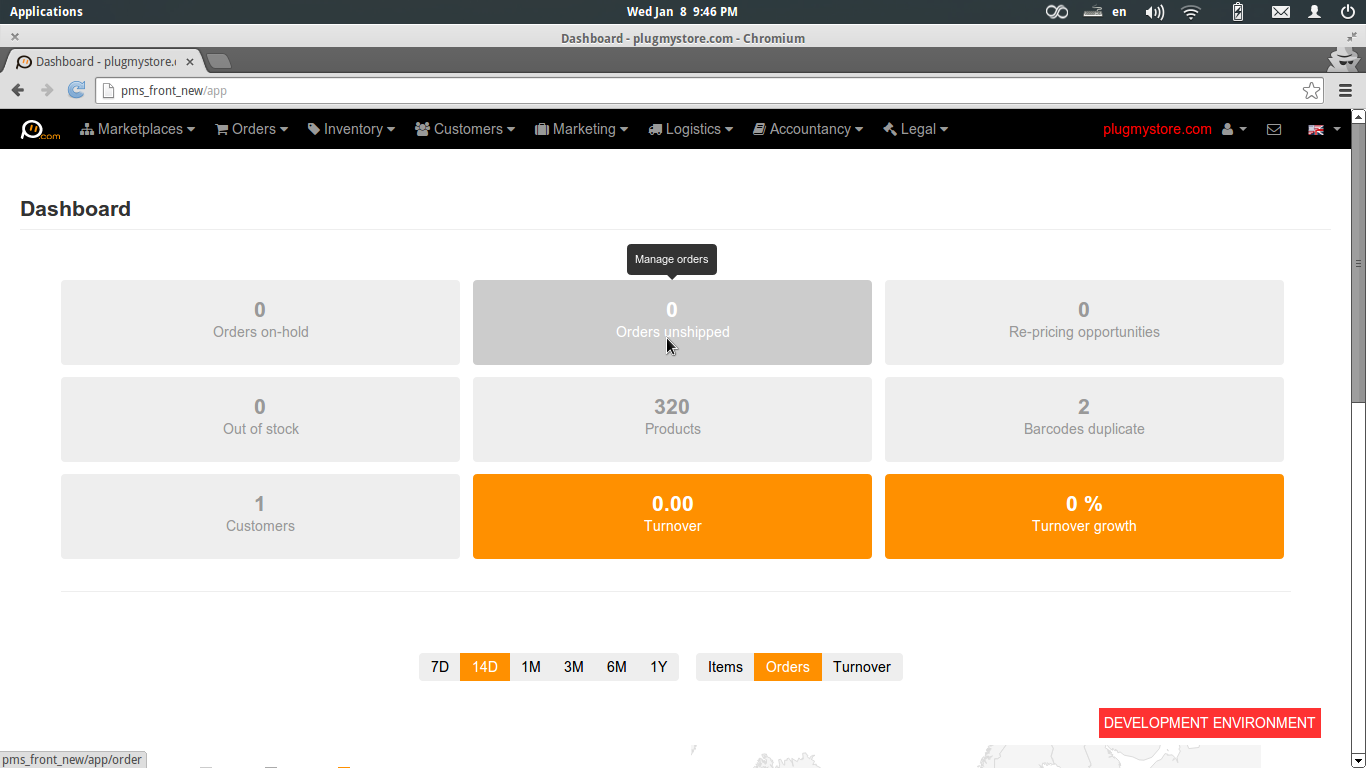 Applications
Wed Jan 8 9:46 PM
en
Dashboard - plugmystore.com - Chromium
Dashboard - plugmystore.c
pms_front_new/app
.com
Marketplaces
Orders
Inventory
Customers
Marketing
Logistics
Accountancy
Legal
plugmystore.com
Dashboard
Manage orders
0
Orders on-hold
0
Orders unshipped
0
Re-pricing opportunities
0
Out of stock
320
Products
2
Barcodes duplicate
1
Customers
0.00
Turnover
0 %
Turnover growth
7D 14D 1M 3M 6M 1Y
Items Orders Turnover
DEVELOPMENT ENVIRONMENT
pms_front_new/app/order